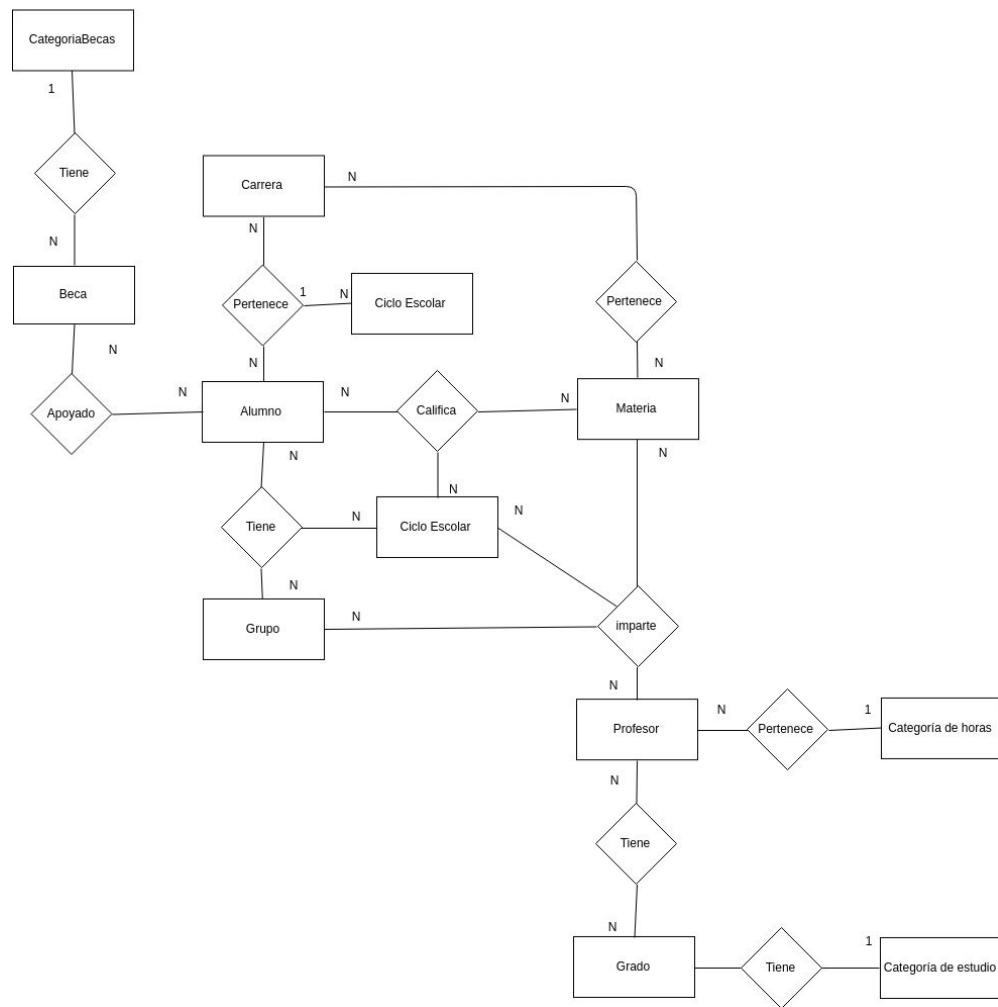 CategoriaBecas
1
Tiene
N
Beca
N
Apoyado
N
Carrera
N
N
Pertenece
1
N
Ciclo Escolar
Pertenece
N
N
Alumno
N
Califica
N
Materia
N
N
N
N
Tiene
N
Ciclo Escolar
N
N
Grupo
N
imparte
N
Profesor
N
Pertenece
1
Categoría de horas
N
Tiene
N
Grado
Tiene
1
Categoría de estudio